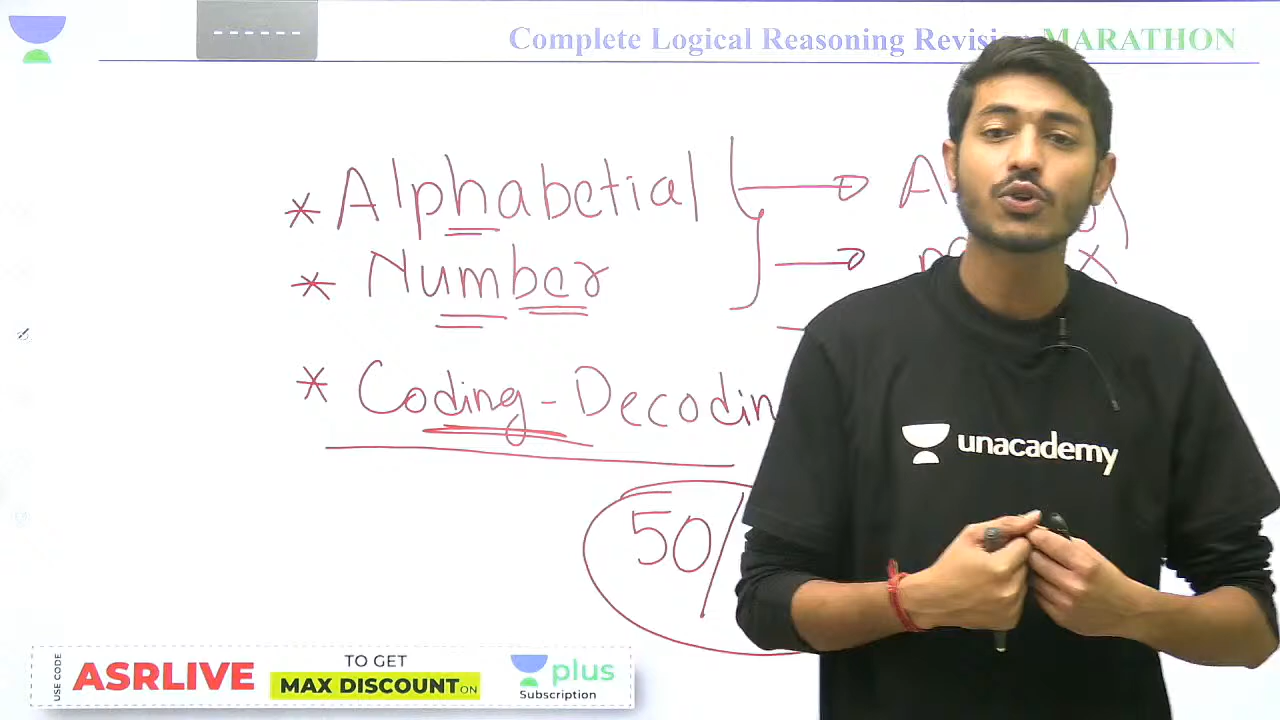 Complete Logical Reasoning Revision MARATHON
* Alphabetial
* Number
* Coding-Decodin
50/
unacademy
USE CODE ASRLIVE TO GET MAX DISCOUNT ON plus Subscription